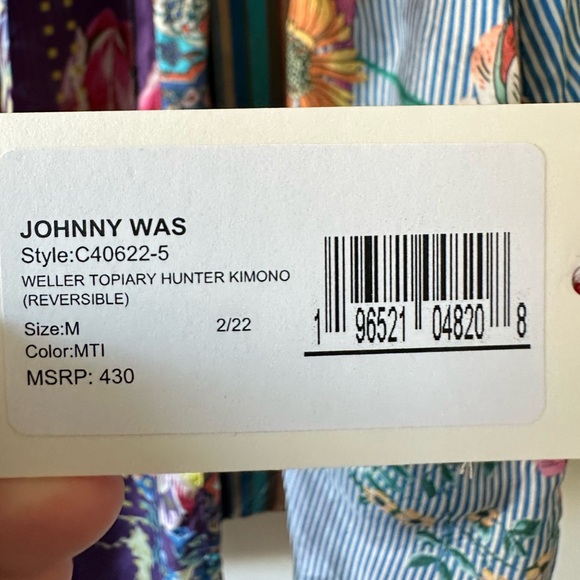 JOHNNY WAS
Style:C40622-5
WELLER TOPIARY HUNTER KIMONO
(REVERSIBLE)
Size:M 2/22
Color:MTI
MSRP: 430
1 96521 04820 8